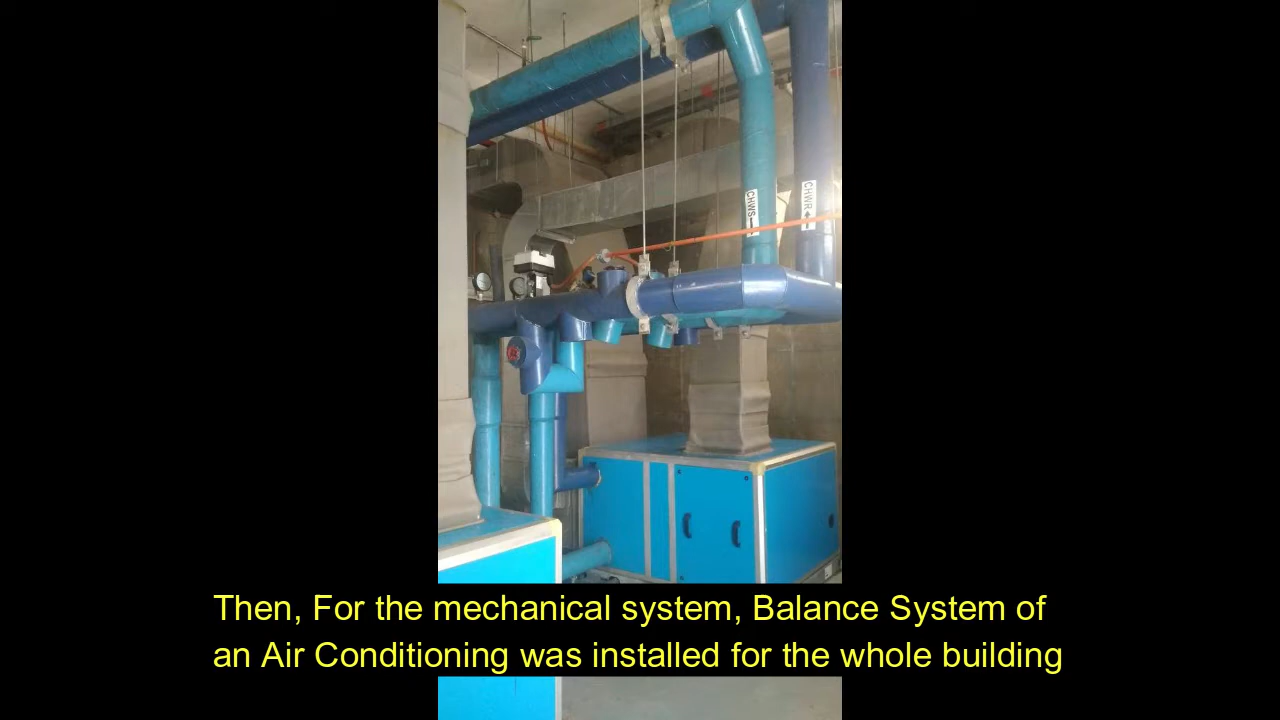 CHWS
CHWR
Then, For the mechanical system, Balance System of
an Air Conditioning was installed for the whole building